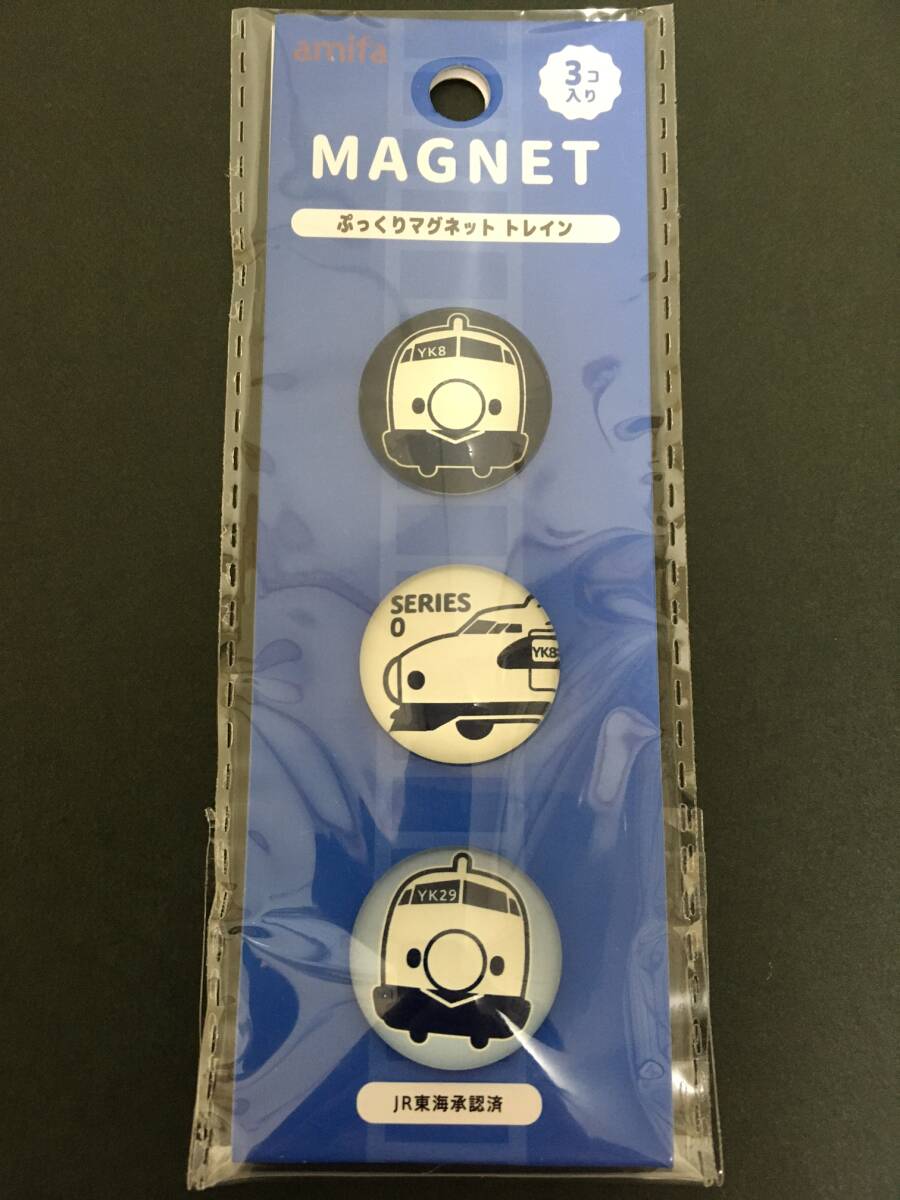 amifa
3コ
入り
MAGNET
ぷっくりマグネット トレイン
YK8
SERIES
0
YK8
YK29
JR東海承認済